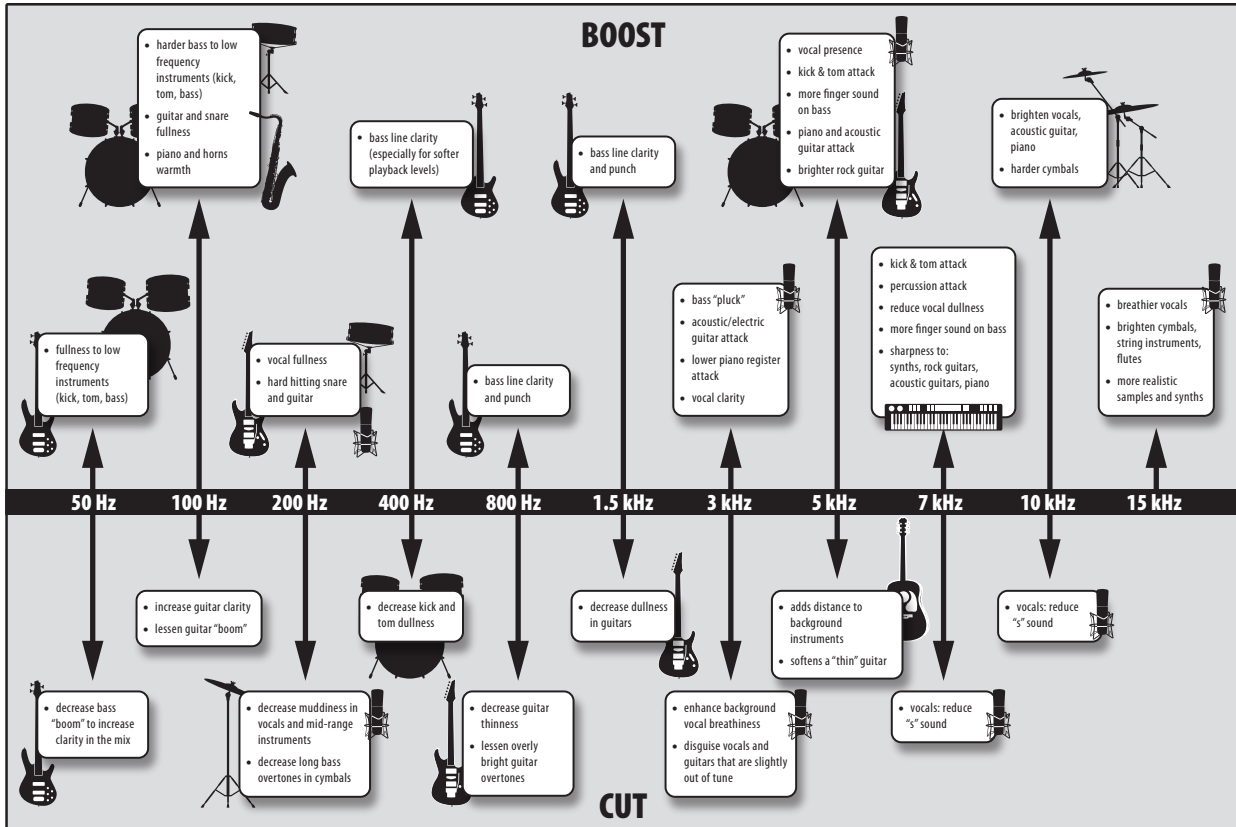 BOOST
• harder bass to low
frequency
instruments (kick,
tom, bass)
• guitar and snare
fullness
• piano and horns
warmth
• bass line clarity
(especially for softer
playback levels)
• bass line clarity
and punch
• vocal presence
• kick & tom attack
• more finger sound
on bass
• piano and acoustic
guitar attack
• brighter rock guitar
• brighten vocals,
acoustic guitar,
piano
• harder cymbals
• fullness to low
frequency
instruments
(kick, tom, bass)
• vocal fullness
• hard hitting snare
and guitar
• bass line clarity
and punch
• bass “pluck”
• acoustic/electric
guitar attack
• lower piano register
attack
• vocal clarity
• kick & tom attack
• percussion attack
• reduce vocal dullness
• more finger sound on bass
• sharpness to:
synths, rock guitars,
acoustic guitars, piano
• breathier vocals
• brighten cymbals,
string instruments,
flutes
• more realistic
samples and synths
50 Hz 100 Hz 200 Hz 400 Hz 800 Hz 1.5 kHz 3 kHz 5 kHz 7 kHz 10 kHz 15 kHz
• increase guitar clarity
• lessen guitar “boom”
• decrease kick and
tom dullness
• decrease dullness
in guitars
• adds distance to
background
instruments
• softens a “thin” guitar
• vocals: reduce
“s” sound
• decrease bass
“boom” to increase
clarity in the mix
• decrease muddiness in
vocals and mid-range
instruments
• decrease long bass
overtones in cymbals
• decrease guitar
thinness
• lessen overly
bright guitar
overtones
• enhance background
vocal breathiness
• disguise vocals and
guitars that are slightly
out of tune
• vocals: reduce
“s” sound
CUT